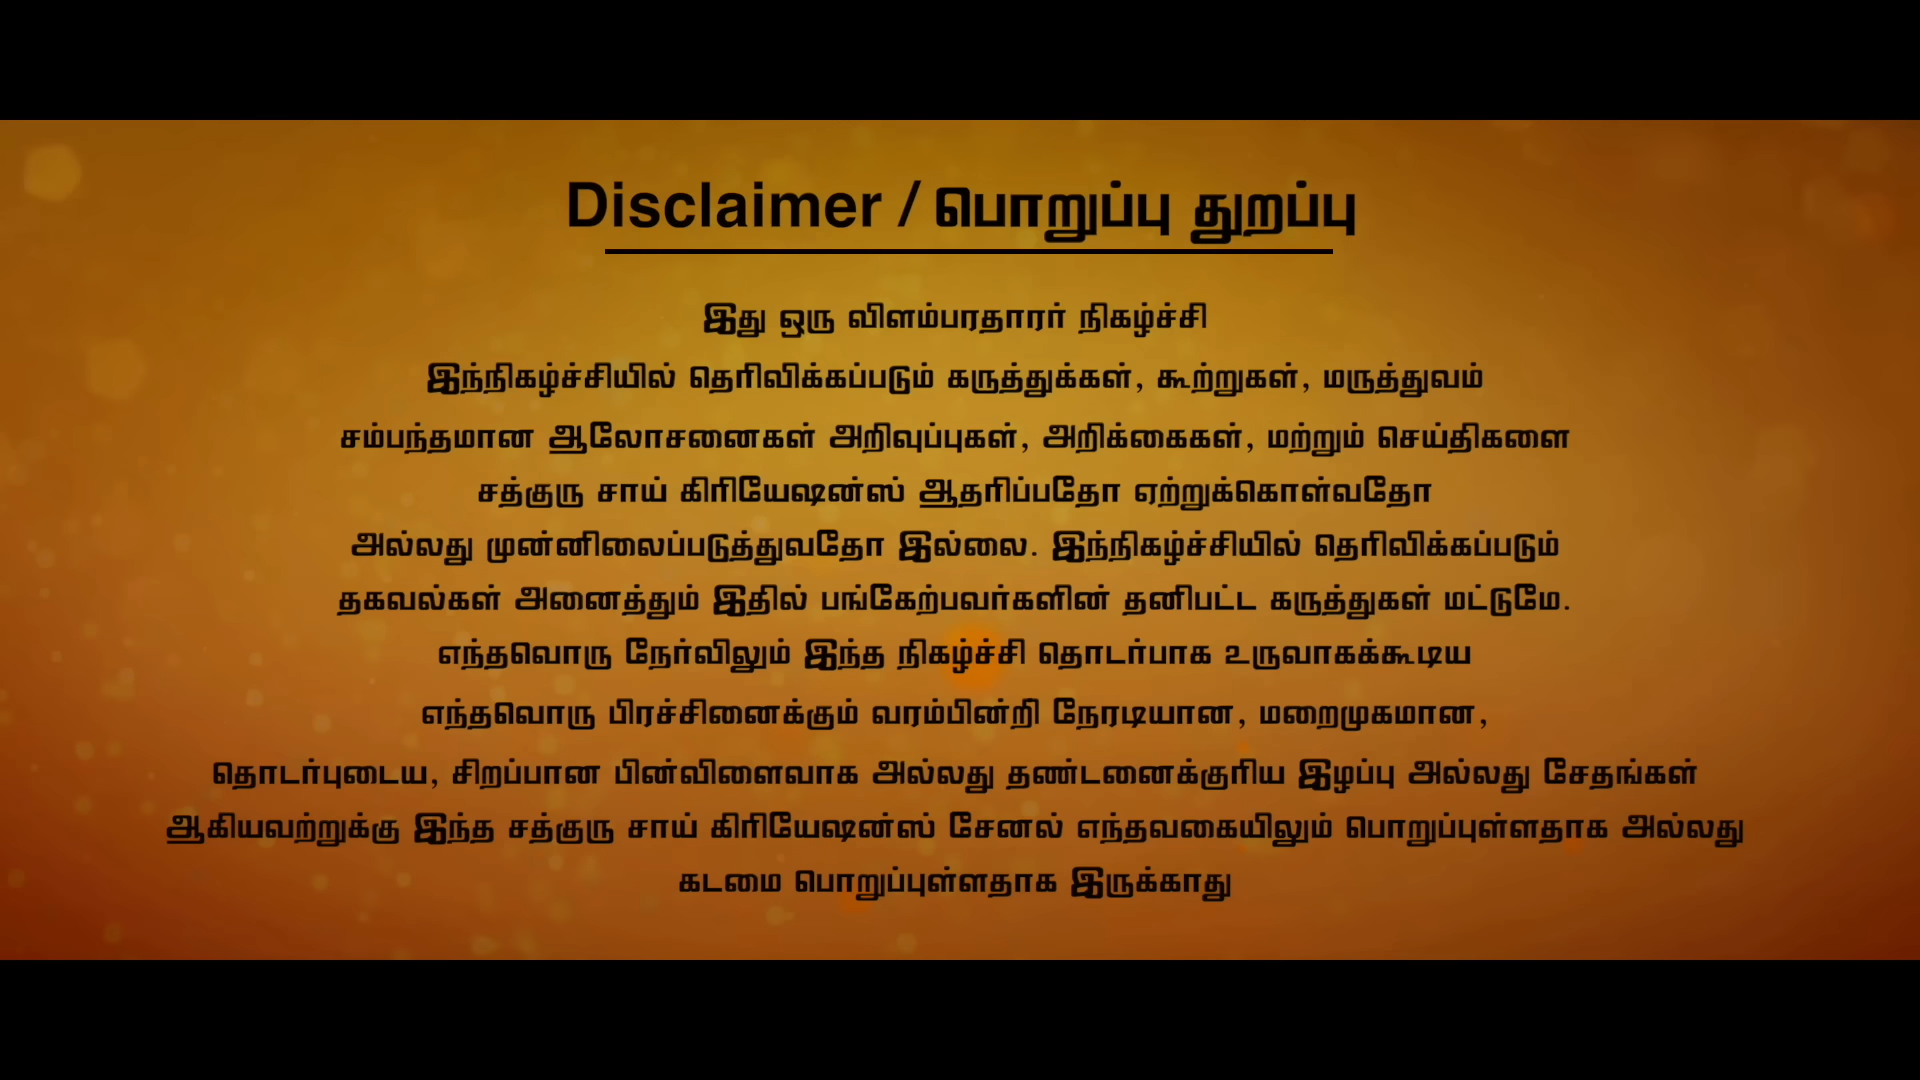 Disclaimer / பொறுப்பு துறப்பு
இது ஒரு விளம்பரதாரர் நிகழ்ச்சி
இந்நிகழ்ச்சியில் தெரிவிக்கப்படும் கருத்துக்கள், கூற்றுகள், மருத்துவம்
சம்பந்தமான ஆலோசனைகள் அறிவுப்புகள், அறிக்கைகள், மற்றும் செய்திகளை
சத்குரு சாய் கிரியேஷன்ஸ் ஆதரிப்பதோ ஏற்றுக்கொள்வதோ
அல்லது முன்னிலைப்படுத்துவதோ இல்லை. இந்நிகழ்ச்சியில் தெரிவிக்கப்படும்
தகவல்கள் அனைத்தும் இதில் பங்கேற்பவர்களின் தனிபட்ட கருத்துகள் மட்டுமே.
எந்தவொரு நேர்விலும் இந்த நிகழ்ச்சி தொடர்பாக உருவாகக்கூடிய
எந்தவொரு பிரச்சினைக்கும் வரம்பின்றி நேரடியான, மறைமுகமான,
தொடர்புடைய, சிறப்பான பின்விளைவாக அல்லது தண்டனைக்குரிய இழப்பு அல்லது சேதங்கள்
ஆகியவற்றுக்கு இந்த சத்குரு சாய் கிரியேஷன்ஸ் சேனல் எந்தவகையிலும் பொறுப்புள்ளதாக அல்லது
கடமை பொறுப்புள்ளதாக இருக்காது